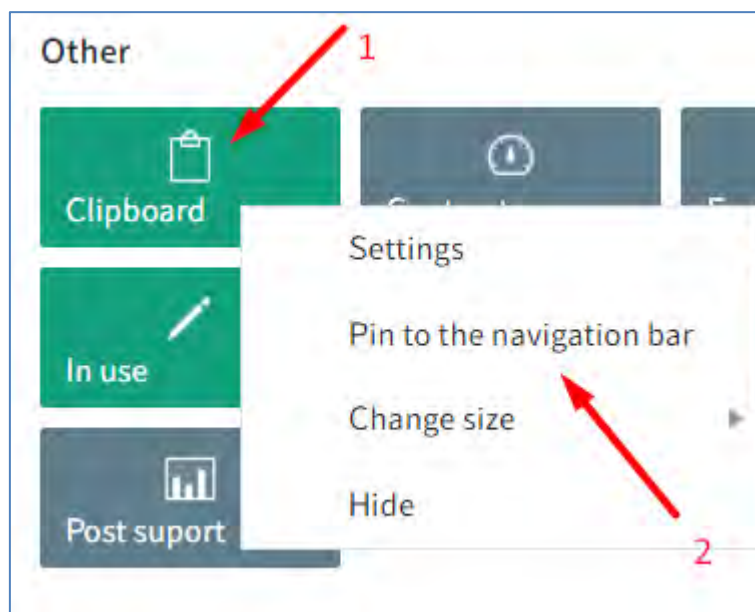 Other
1
Clipboard
Settings
Pin to the navigation bar
In use
Change size
Hide
Post suport
2